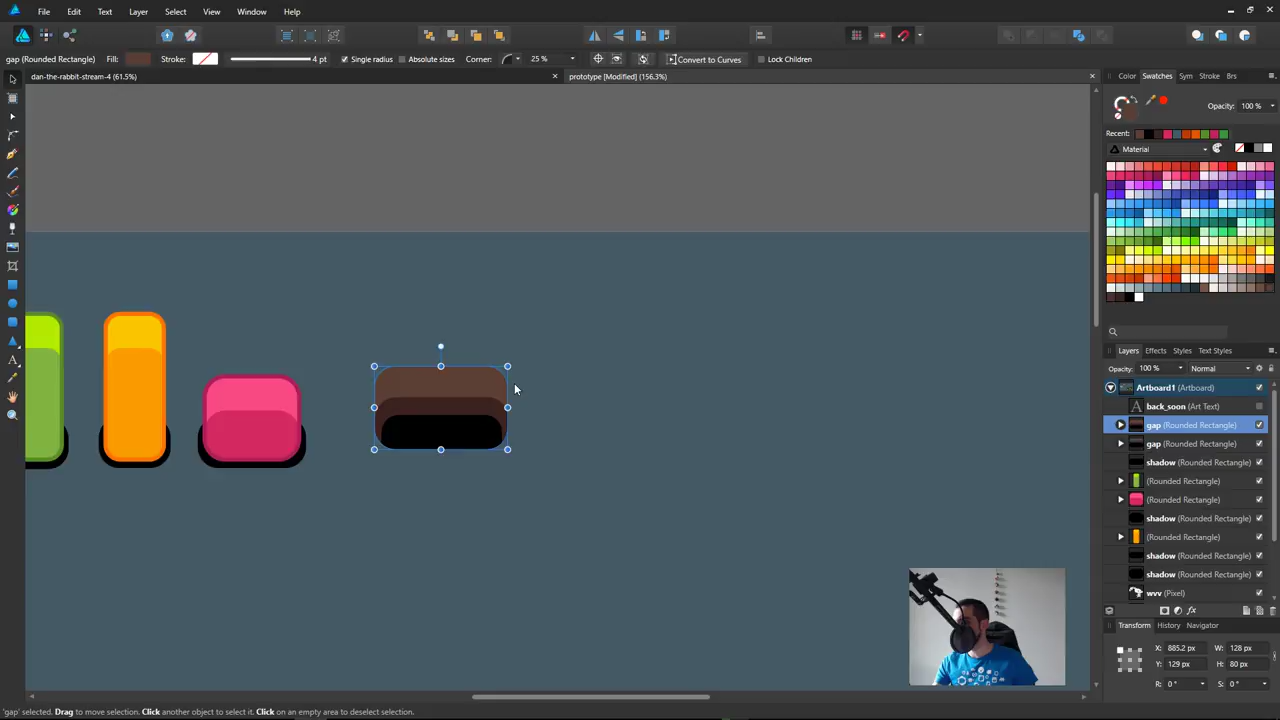 File Edit Text Layer Select View Window Help
gap (Rounded Rectangle) Fill: Stroke: 4 pt Single radius Absolute sizes Corner: 25 % Convert to Curves Lock Children
dan-the-rabbit-stream-4 (61.5%) prototype [Modified] (156.3%)
Color Swatches Sym Stroke Brs
Opacity: 100 %
Recent:
Material
Layers Effects Styles Text Styles
Opacity: 100 % Normal
Artboard1 (Artboard)
back_soon (Art Text)
gap (Rounded Rectangle)
gap (Rounded Rectangle)
shadow (Rounded Rectangle)
(Rounded Rectangle)
(Rounded Rectangle)
shadow (Rounded Rectangle)
(Rounded Rectangle)
shadow (Rounded Rectangle)
shadow (Rounded Rectangle)
wvv (Pixel)
Transform History Navigator
X: 885.2 px W: 128 px
Y: 129 px H: 80 px
R: 0 ° S: 0 °
'gap' selected. Drag to move selection. Click another object to select it. Click on an empty area to deselect selection.